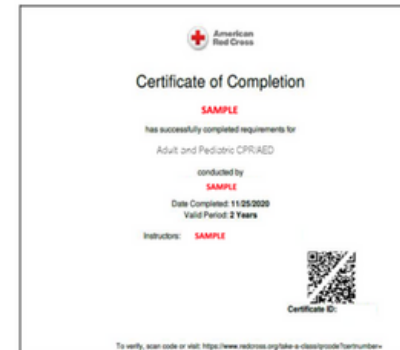 American
Red Cross
Certificate of Completion
SAMPLE
has successfully completed requirements for
Adult and Pediatric CPR/AED
conducted by
SAMPLE
Date Completed: 11/25/2020
Valid Period: 2 Years
Instructors: SAMPLE
Certificate ID:
To verify, scan code or visit: https://www.redcross.org/take-a-class/qrcode?certnumber=